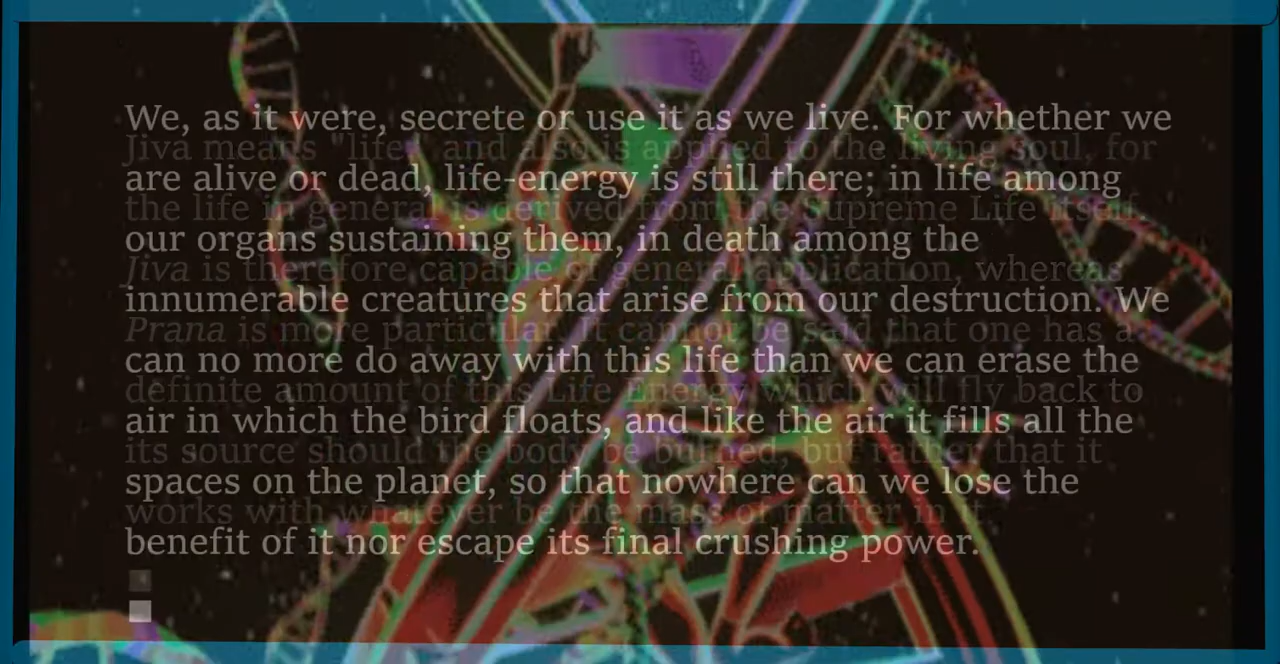 We, as it were, secrete or use it as we live. For whether we
Jiva means "life," and also is applied to the living soul, for
are alive or dead, life-energy is still there; in life among
the life in general is derived from the Supreme Life itself.
our organs sustaining them, in death among the
Jiva is therefore capable of general application, whereas
innumerable creatures that arise from our destruction. We
Prana is more particular. It cannot be said that one has a
can no more do away with this life than we can erase the
definite amount of this Life Energy which will fly back to
air in which the bird floats, and like the air it fills all the
its source should the body be burned, but rather that it
spaces on the planet, so that nowhere can we lose the
works with whatever be the mass of matter in it
benefit of it nor escape its final crushing power.